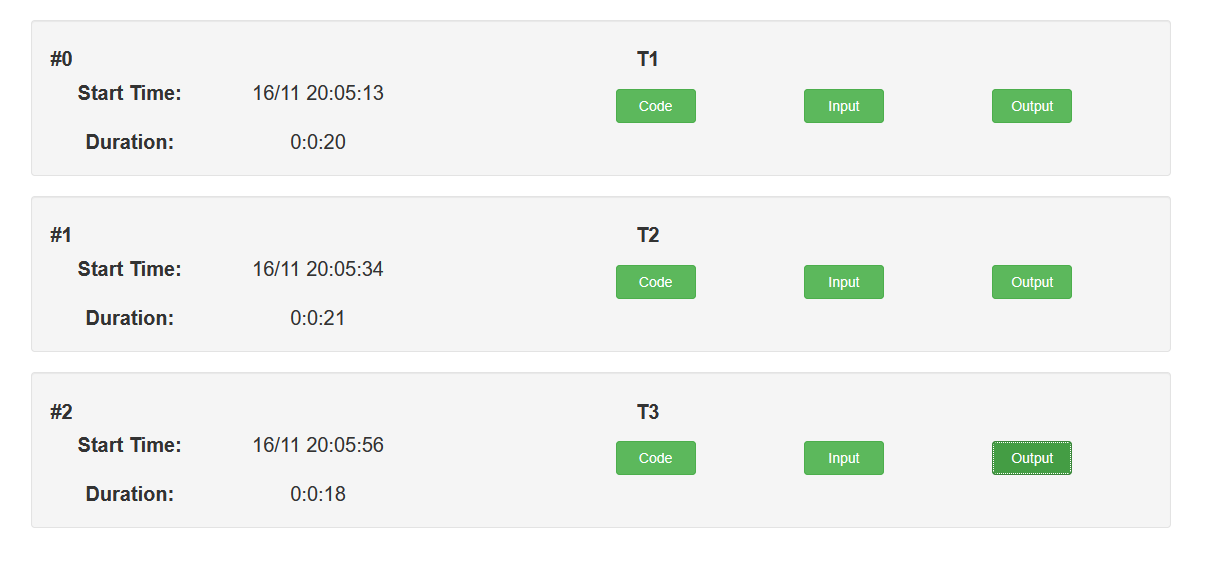 #0 T1
Start Time: 16/11 20:05:13 Code Input Output
Duration: 0:0:20
#1 T2
Start Time: 16/11 20:05:34 Code Input Output
Duration: 0:0:21
#2 T3
Start Time: 16/11 20:05:56 Code Input Output
Duration: 0:0:18